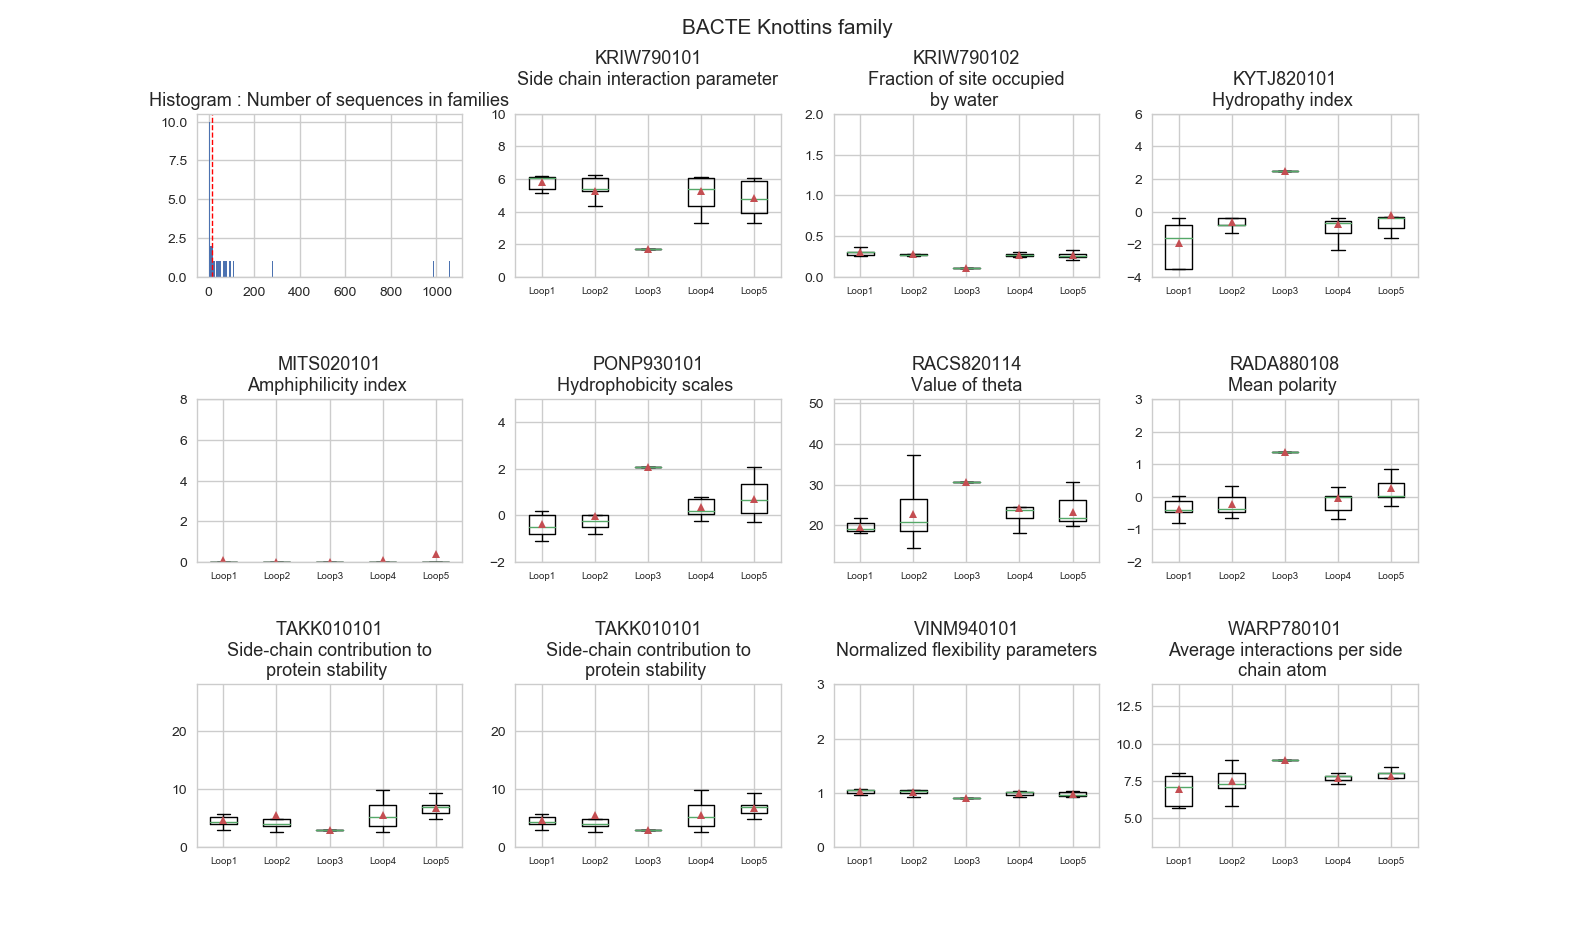 BACTE Knottins family
Histogram : Number of sequences in families
10.0
7.5
5.0
2.5
0.0
0 200 400 600 800 1000
KRIW790101
Side chain interaction parameter
10
8
6
4
2
0
Loop1 Loop2 Loop3 Loop4 Loop5
KRIW790102
Fraction of site occupied
by water
2.0
1.5
1.0
0.5
0.0
Loop1 Loop2 Loop3 Loop4 Loop5
KYTJ820101
Hydropathy index
6
4
2
0
−2
−4
Loop1 Loop2 Loop3 Loop4 Loop5
MITS020101
Amphiphilicity index
8
6
4
2
0
Loop1 Loop2 Loop3 Loop4 Loop5
PONP930101
Hydrophobicity scales
4
2
0
−2
Loop1 Loop2 Loop3 Loop4 Loop5
RACS820114
Value of theta
50
40
30
20
Loop1 Loop2 Loop3 Loop4 Loop5
RADA880108
Mean polarity
3
2
1
0
−1
−2
Loop1 Loop2 Loop3 Loop4 Loop5
TAKK010101
Side-chain contribution to
protein stability
20
10
0
Loop1 Loop2 Loop3 Loop4 Loop5
TAKK010101
Side-chain contribution to
protein stability
20
10
0
Loop1 Loop2 Loop3 Loop4 Loop5
VINM940101
Normalized flexibility parameters
3
2
1
0
Loop1 Loop2 Loop3 Loop4 Loop5
WARP780101
Average interactions per side
chain atom
12.5
10.0
7.5
5.0
Loop1 Loop2 Loop3 Loop4 Loop5